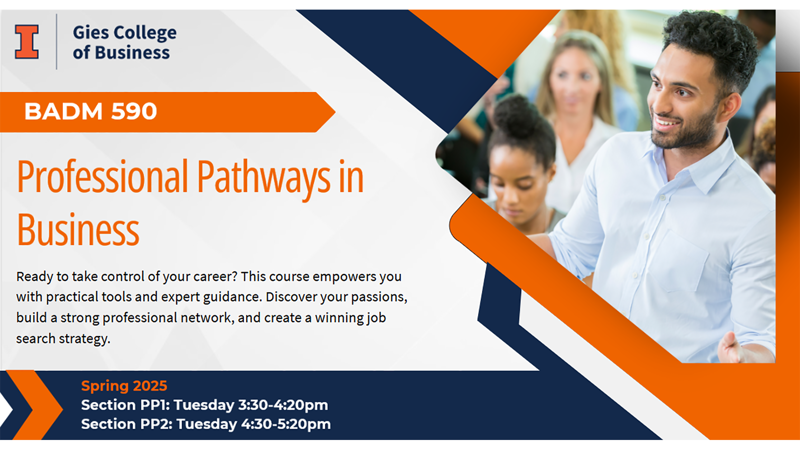 I
Gies College
of Business
BADM 590
Professional Pathways in
Business
Ready to take control of your career? This course empowers you
with practical tools and expert guidance. Discover your passions,
build a strong professional network, and create a winning job
search strategy.
Spring 2025
Section PP1: Tuesday 3:30-4:20pm
Section PP2: Tuesday 4:30-5:20pm